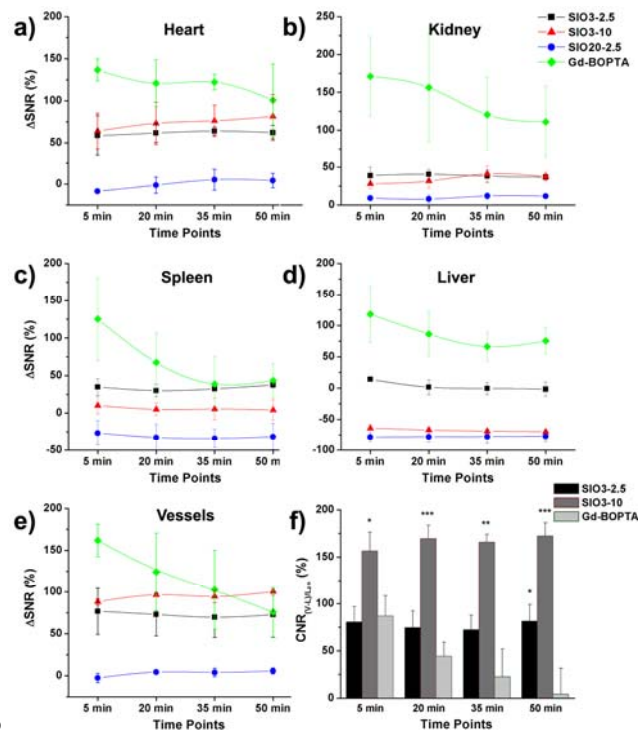 a) Heart
ΔSNR (%)
150
100
50
0
5 min 20 min 35 min 50 min
Time Points
b) Kidney
250
200
150
100
50
0
5 min 20 min 35 min 50 min
Time Points
SIO3-2.5
SIO3-10
SIO20-2.5
Gd-BOPTA
c) Spleen
ΔSNR (%)
200
150
100
50
0
-50
5 min 20 min 35 min 50 m
Time Points
d) Liver
200
150
100
50
0
-50
-100
5 min 20 min 35 min 50 min
Time Points
e) Vessels
ΔSNR (%)
200
150
100
50
0
5 min 20 min 35 min 50 min
Time Points
f)
SIO3-2.5
SIO3-10
Gd-BOPTA
(%)
CNR
250
200
150
100
50
0
* *** ** * ***
5 min 20 min 35 min 50 min
Time Points